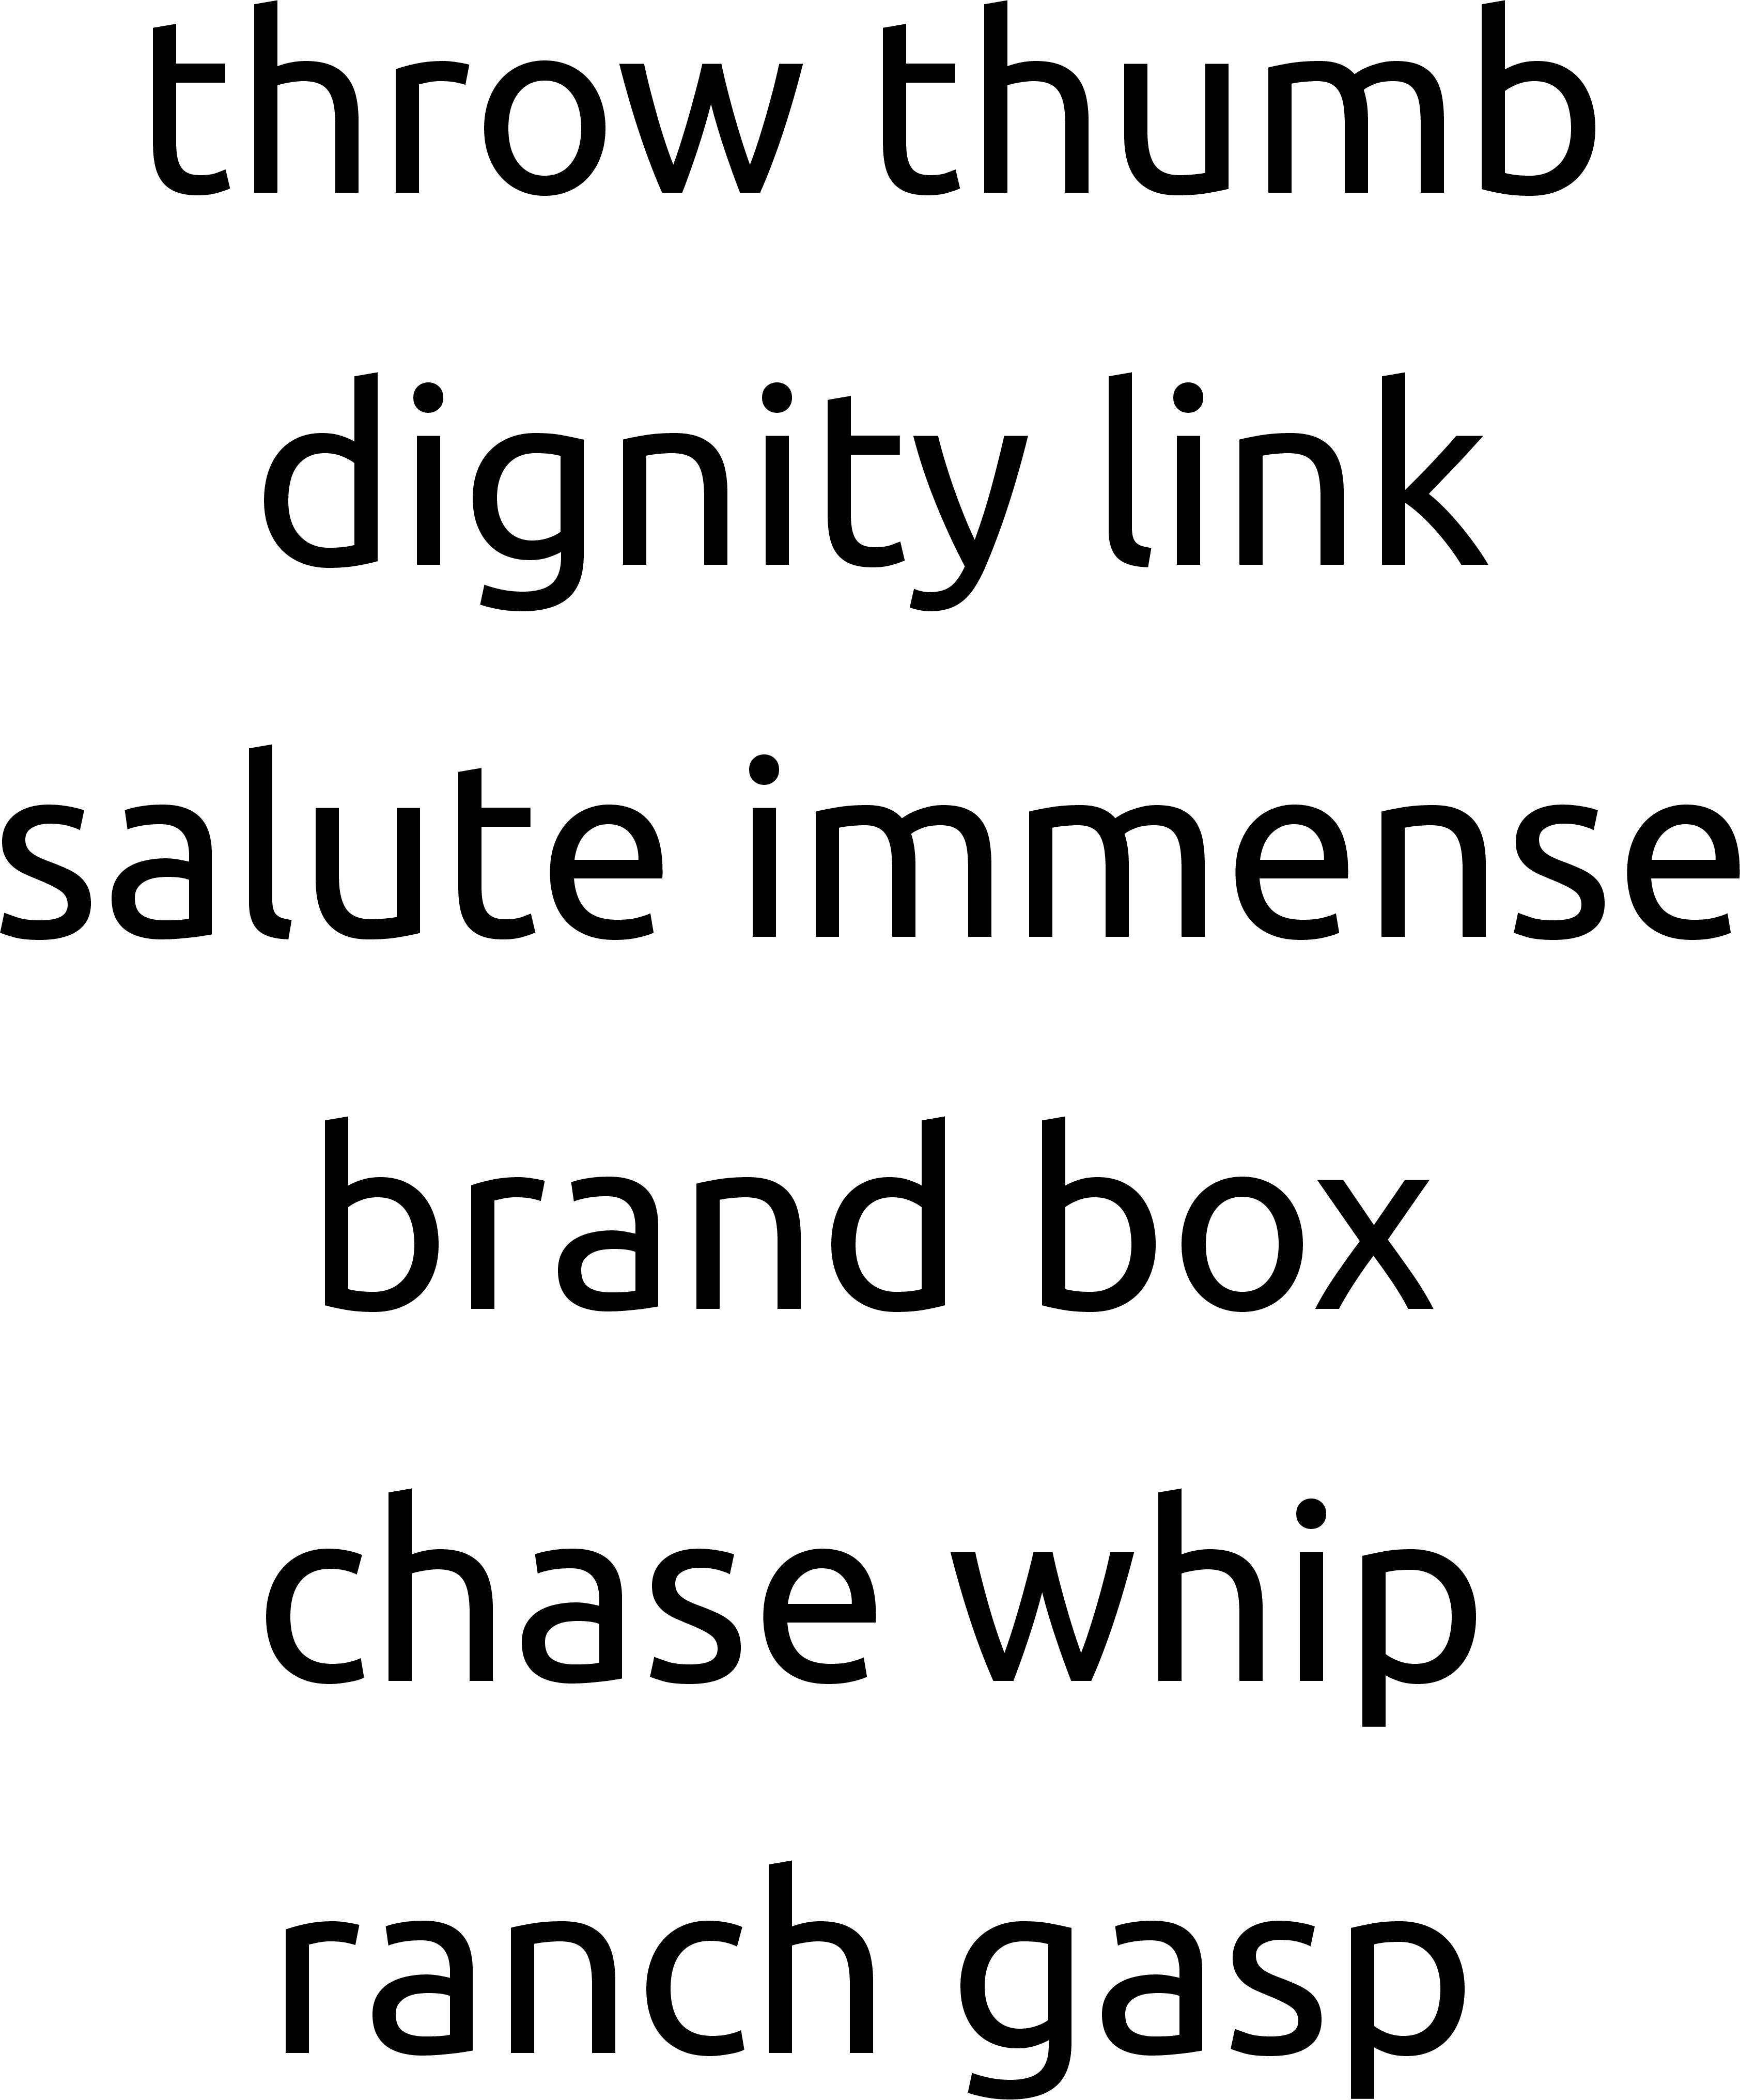 throw thumb
dignity link
salute immense
brand box
chase whip
ranch gasp